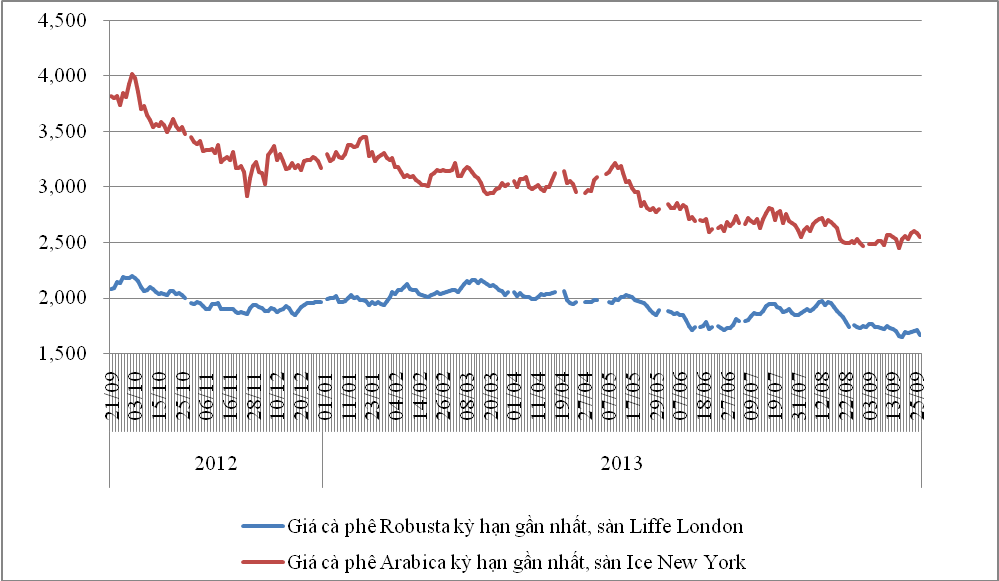 4,500
4,000
3,500
3,000
2,500
2,000
1,500
21/09 03/10 15/10 25/10 06/11 16/11 28/11 10/12 20/12 01/01 11/01 23/01 04/02 14/02 26/02 08/03 20/03 01/04 11/04 19/04 27/04 07/05 17/05 29/05 07/06 18/06 27/06 09/07 19/07 31/07 12/08 22/08 03/09 13/09 25/09
2012 2013
Giá cà phê Robusta kỳ hạn gần nhất, sàn Liffe London
Giá cà phê Arabica kỳ hạn gần nhất, sàn Ice New York